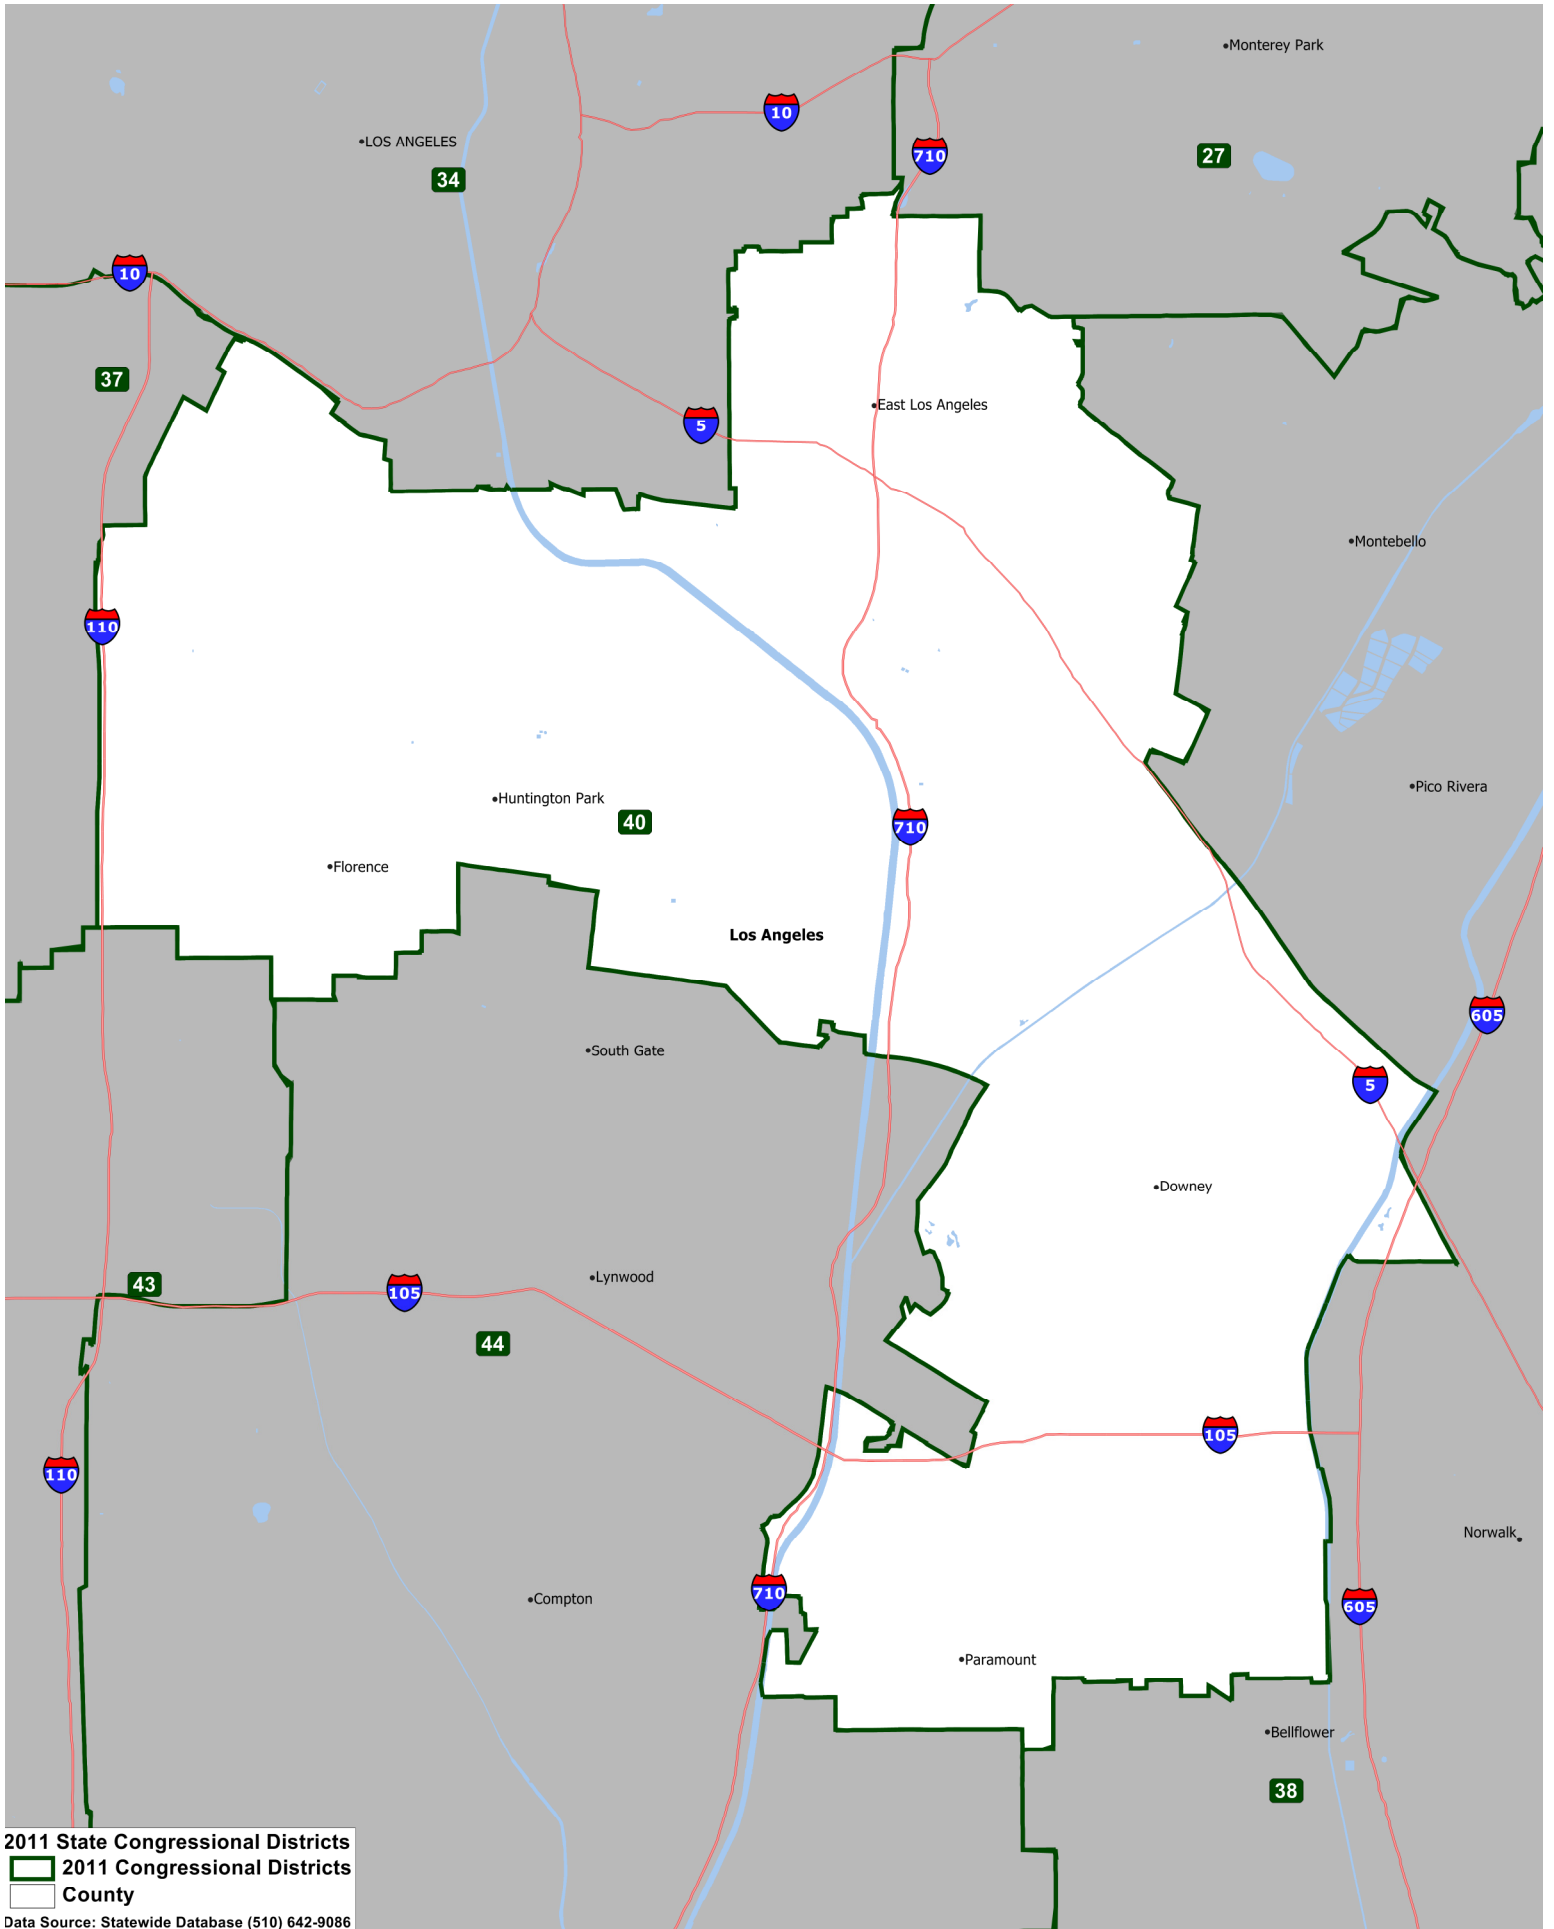 Monterey Park
10
LOS ANGELES
710
27
34
10
37
East Los Angeles
5
Montebello
110
Pico Rivera
Huntington Park
40
710
Florence
Los Angeles
605
South Gate
5
Downey
Lynwood
43
105
44
105
110
Norwalk
Compton
710
605
Paramount
Bellflower
38
2011 State Congressional Districts
2011 Congressional Districts
County
Data Source: Statewide Database (510) 642-9086